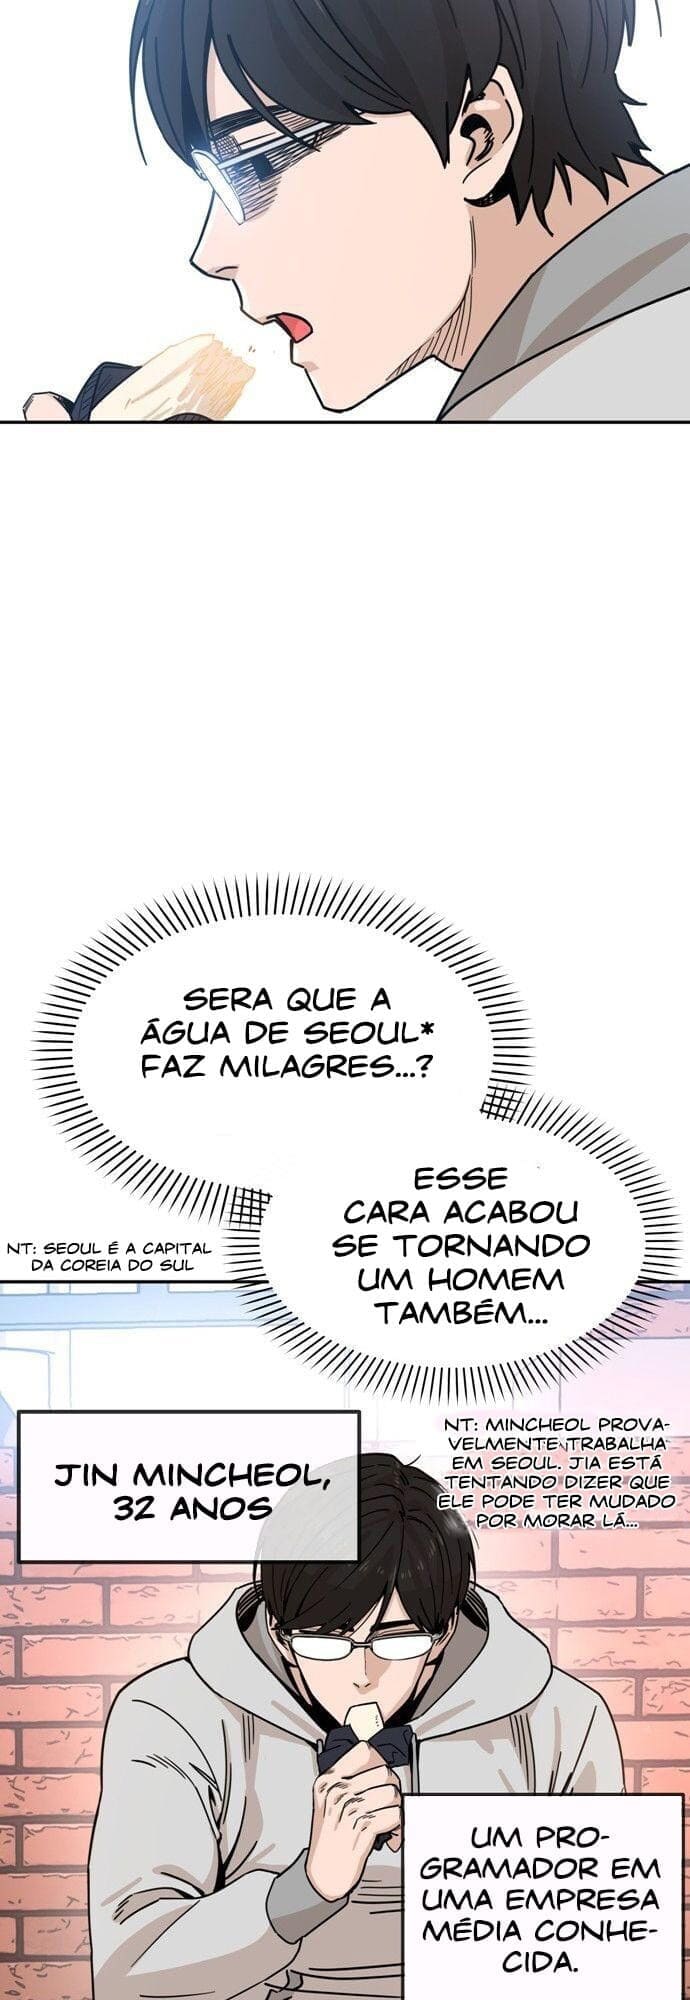 SERA QUE A
ÁGUA DE SEOUL*
FAZ MILAGRES...?
ESSE
CARA ACABOU
SE TORNANDO
UM HOMEM
TAMBÉM...
NT: SEOUL É A CAPITAL
DA COREIA DO SUL
NT: MINCHEOL PROVA-
VELMENTE TRABALHA
EM SEOUL. JIA ESTÁ
TENTANDO DIZER QUE
ELE PODE TER MUDADO
POR MORAR LÁ...
JIN MINCHEOL,
32 ANOS
UM PRO-
GRAMADOR EM
UMA EMPRESA
MÉDIA CONHE-
CIDA.